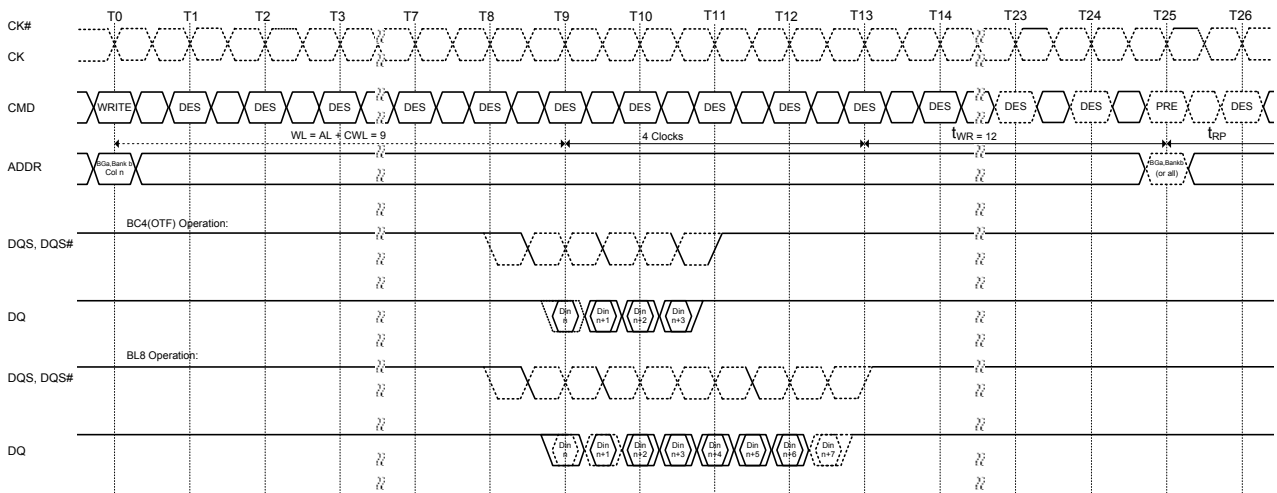 T0 T1 T2 T3 T7 T8 T9 T10 T11 T12 T13 T14 T23 T24 T25 T26
CK#
CK
CMD WRITE DES DES DES DES DES DES DES DES DES DES DES DES DES PRE DES
WL = AL + CWL = 9 4 Clocks tWR = 12 tRP
ADDR
BGa,Bank b
Col n
BGa,Bankb
(or all)
BC4(OTF) Operation:
DQS, DQS#
DQ
Din n
Din n+1
Din n+2
Din n+3
BL8 Operation:
DQS, DQS#
DQ
Din n
Din n+1
Din n+2
Din n+3
Din n+4
Din n+5
Din n+6
Din n+7